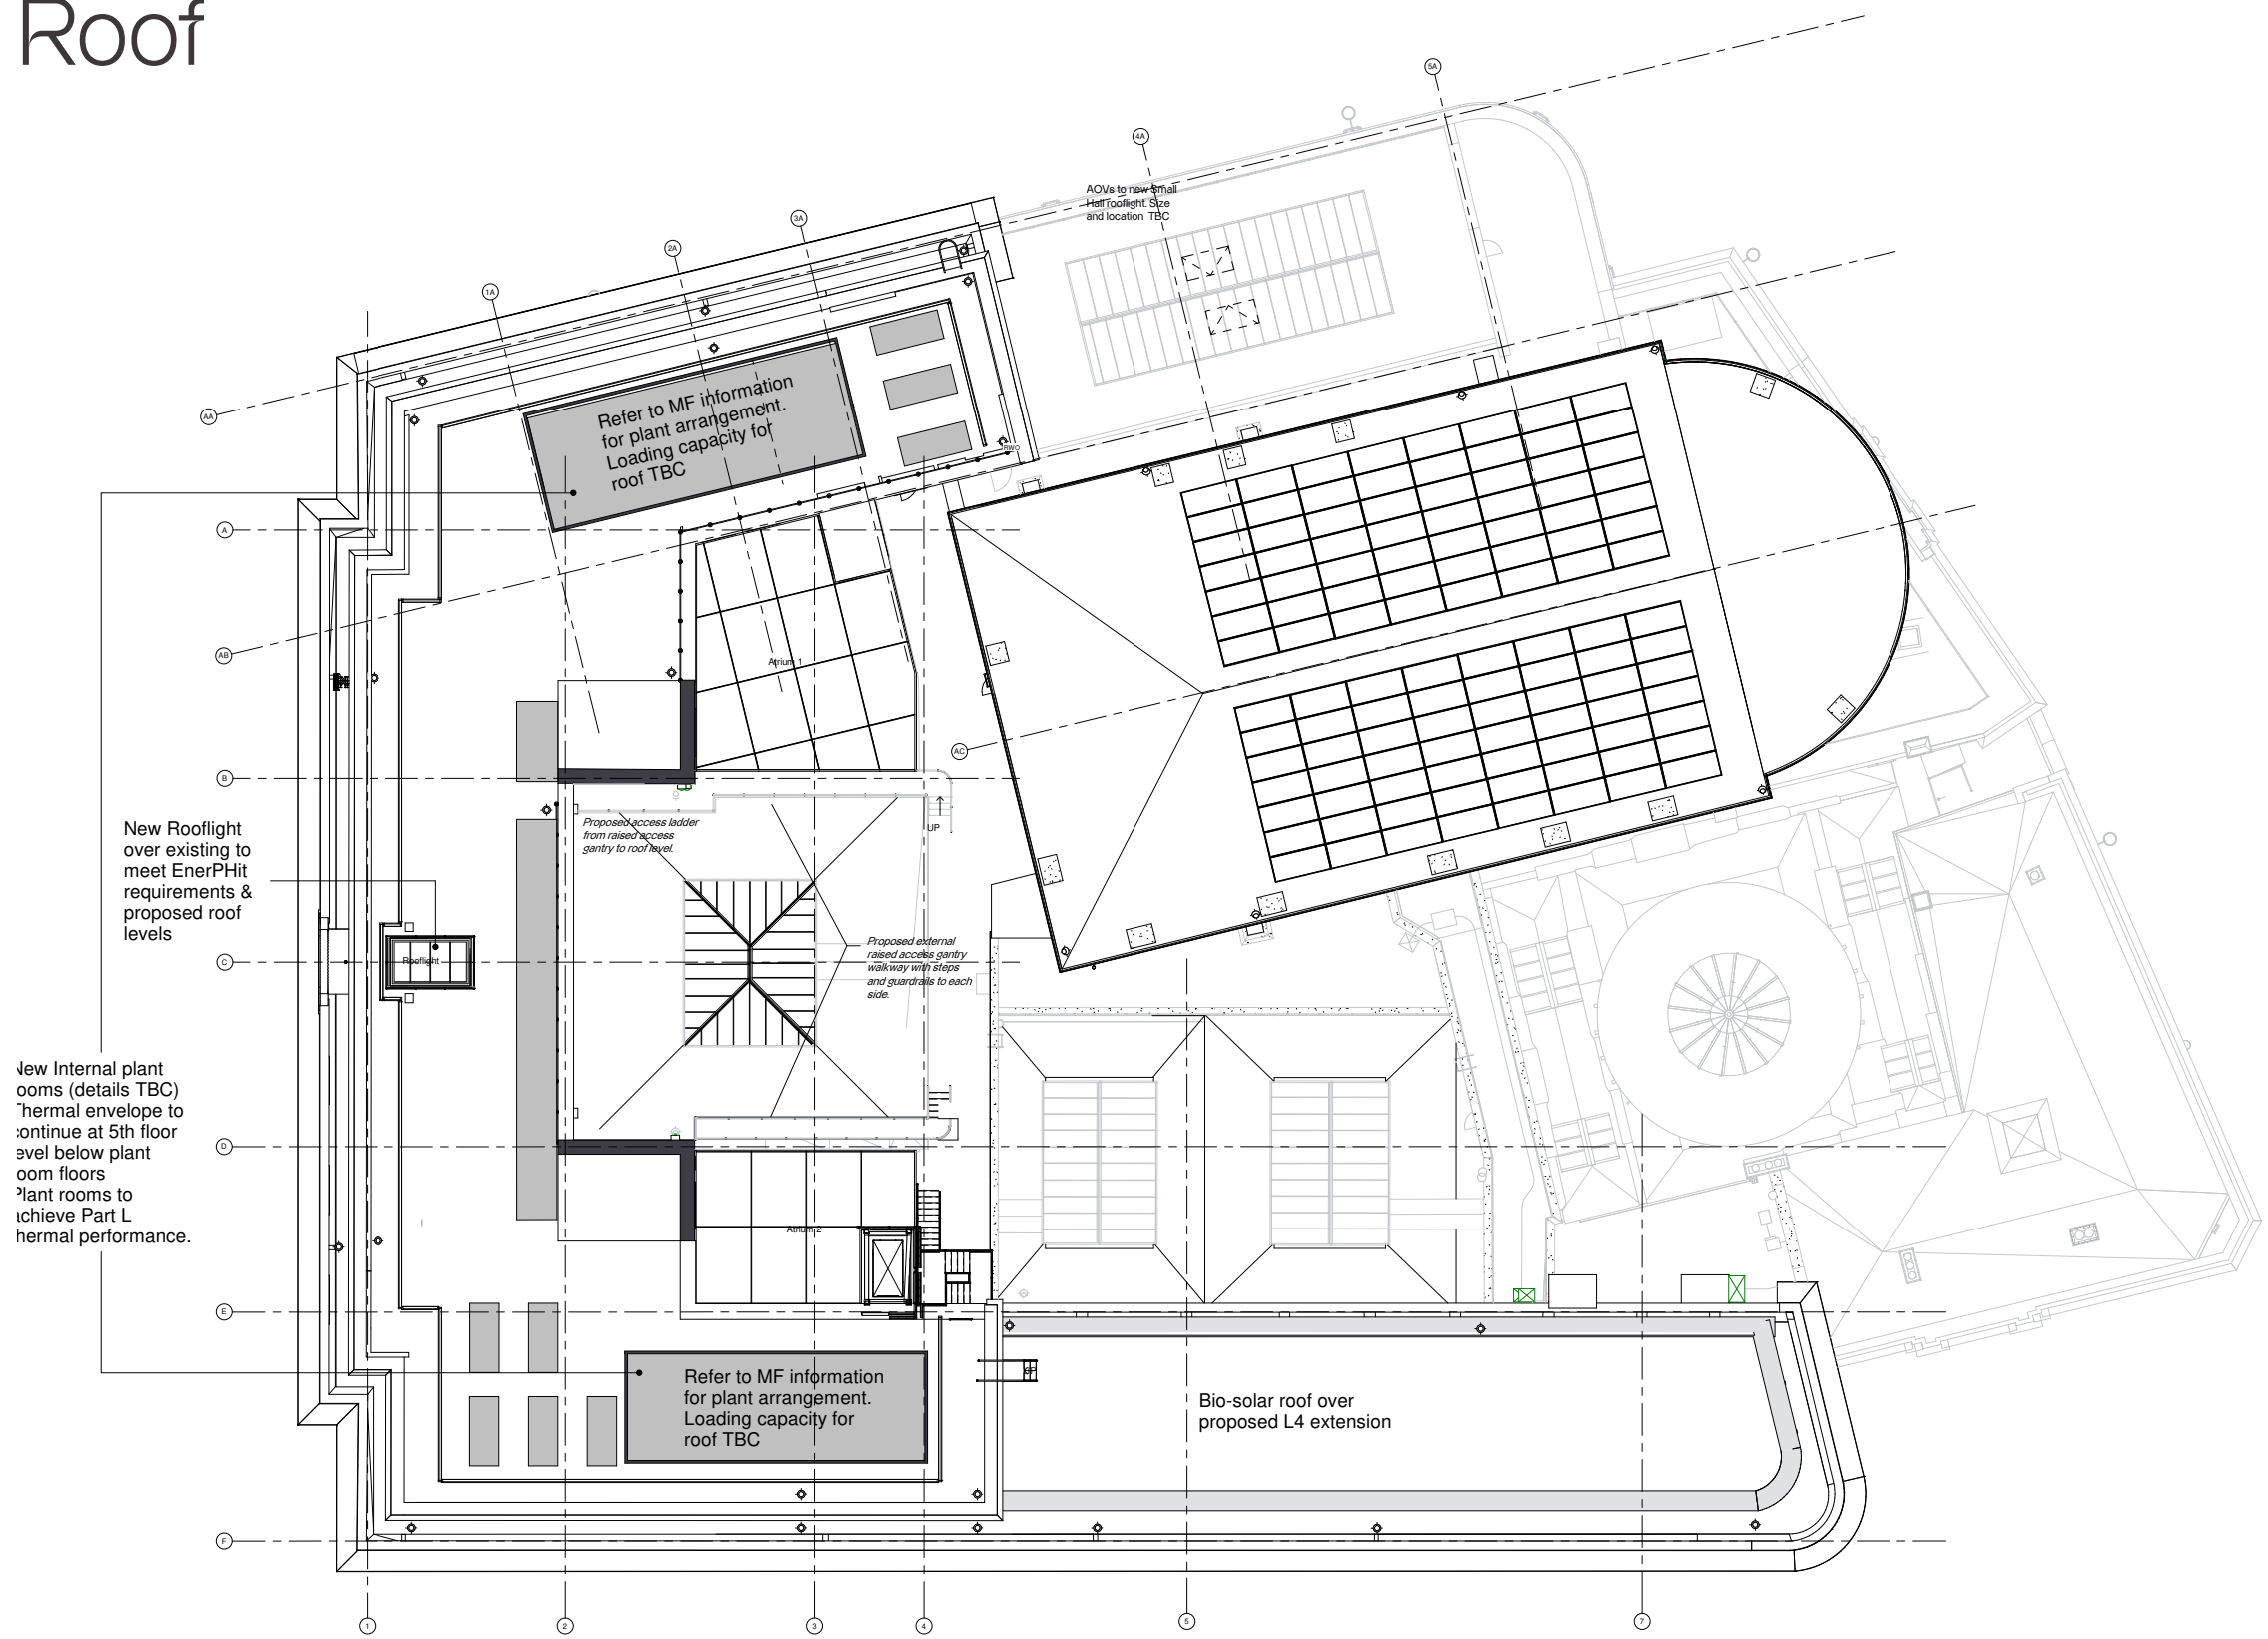 Roof
5A
4A
AOVs to new Small
Hall rooflight. Size
and location TBC
3A
2A
1A
AA
Refer to MF information
for plant arrangement.
Loading capacity for
roof TBC
RWO
A
AB
Atrium 1
AC
B
UP
Proposed access ladder
from raised access
gantry to roof level.
New Rooflight
over existing to
meet EnerPHit
requirements &
proposed roof
levels
Proposed external
raised access gantry
walkway with steps
and guardrails to each
side.
C
Rooflight
New Internal plant
ooms (details TBC)
Thermal envelope to
continue at 5th floor
evel below plant
oom floors
Plant rooms to
achieve Part L
hermal performance.
D
Atrium 2
E
Refer to MF information
for plant arrangement.
Loading capacity for
roof TBC
Bio-solar roof over
proposed L4 extension
F
1
2
3
4
5
7